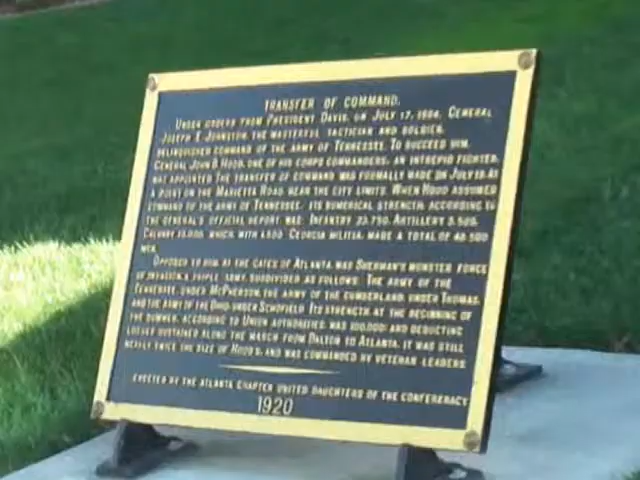 TRANSFER OF COMMAND.
UNDER ORDERS FROM PRESIDENT DAVIS, ON JULY 17, 1864, GENERAL
JOSEPH E. JOHNSTON, THE MASTERFUL TACTICIAN AND SOLDIER,
RELINQUISHED COMMAND OF THE ARMY OF TENNESSEE. TO SUCCEED HIM,
GENERAL JOHN B. HOOD, ONE OF HIS CORPS COMMANDERS, AN INTREPID FIGHTER,
WAS APPOINTED. THE TRANSFER OF COMMAND WAS FORMALLY MADE ON JULY 18, AT
A POINT ON THE MARIETTA ROAD NEAR THE CITY LIMITS. WHEN HOOD ASSUMED
COMMAND OF THE ARMY OF TENNESSEE, ITS NUMERICAL STRENGTH, ACCORDING TO
THE GENERAL'S OFFICIAL REPORT WAS: INFANTRY 33,750, ARTILLERY 3,500,
CALVARY 10,000, WHICH, WITH 1,500 GEORGIA MILITIA, MADE A TOTAL OF 48,500
MEN.
OPPOSED TO HIM, AT THE GATES OF ATLANTA, WAS SHERMAN'S MONSTER FORCE
OF INVASION, A TRIPLE ARMY, SUBDIVIDED AS FOLLOWS: THE ARMY OF THE
TENNESSEE, UNDER MCPHERSON, THE ARMY OF THE CUMBERLAND, UNDER THOMAS,
AND THE ARMY OF THE OHIO UNDER SCHOFIELD. ITS STRENGTH AT THE BEGINNING OF
THE SUMMER, ACCORDING TO UNION AUTHORITIES, WAS 100,000; AND DEDUCTING
LOSSES SUSTAINED ALONG THE MARCH FROM DALTON TO ATLANTA, IT WAS STILL
NEARLY TWICE THE SIZE OF HOOD'S, AND WAS COMMANDED BY VETERAN LEADERS
ERECTED BY THE ATLANTA CHAPTER UNITED DAUGHTERS OF THE CONFEDERACY
1920